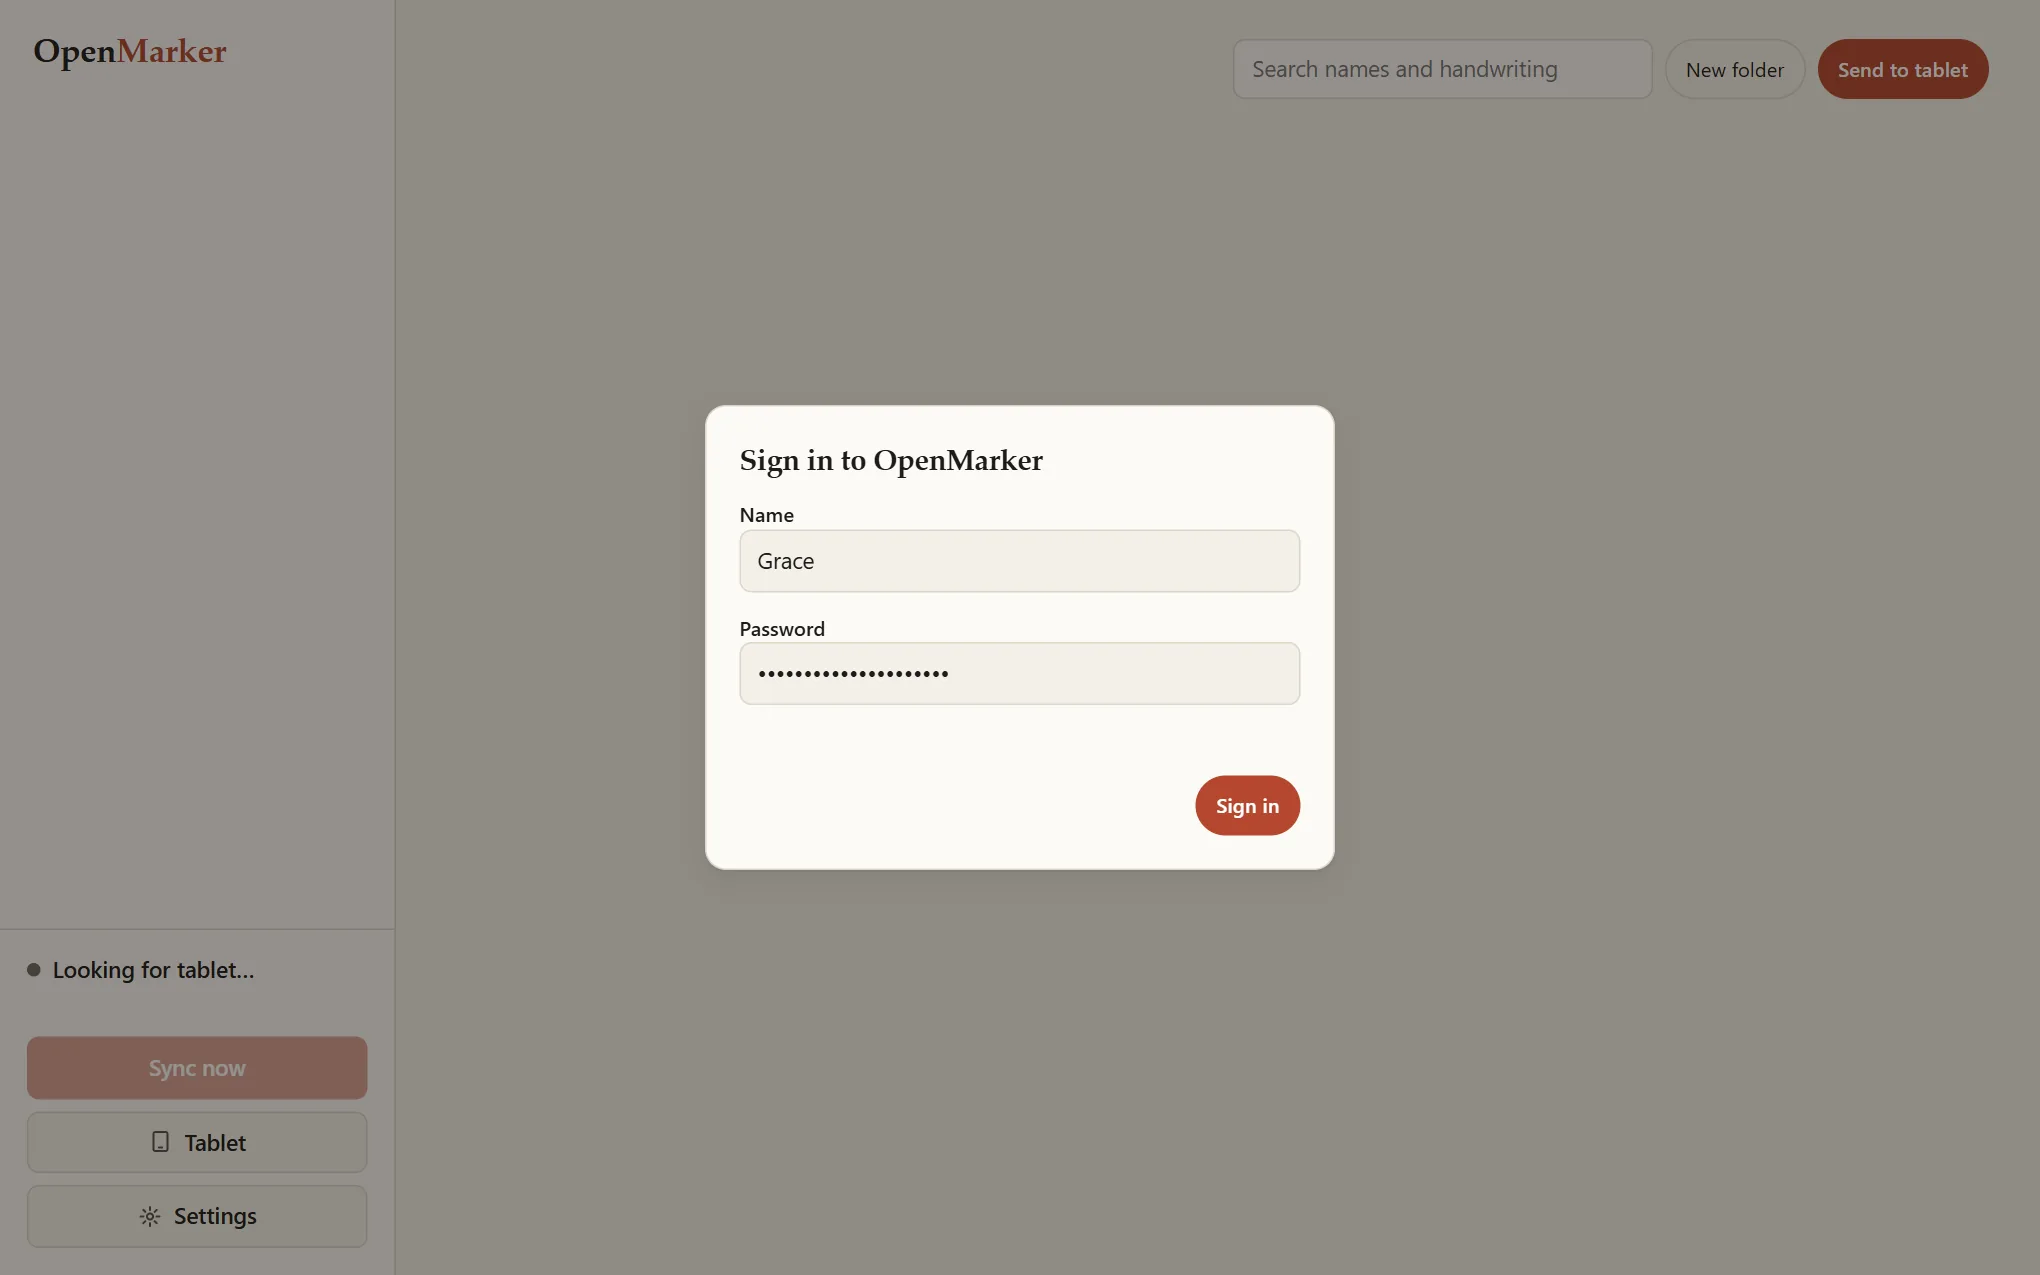 OpenMarker
Search names and handwriting
New folder
Send to tablet
Sign in to OpenMarker
Name
Grace
Password
•••••••••••••••••••••
Sign in
Looking for tablet...
Sync now
Tablet
Settings